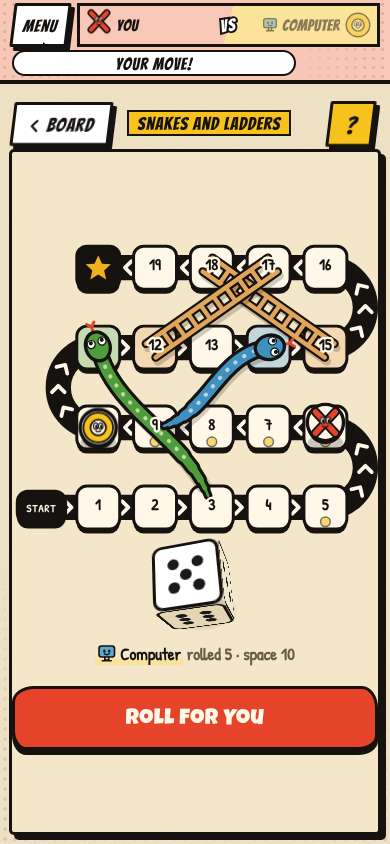 MENU
YOU
VS
COMPUTER
YOUR MOVE!
< BOARD
SNAKES AND LADDERS
?
19
18
17
16
12
13
15
9
8
7
START
1
2
3
4
5
Computer rolled 5 · space 10
ROLL FOR YOU